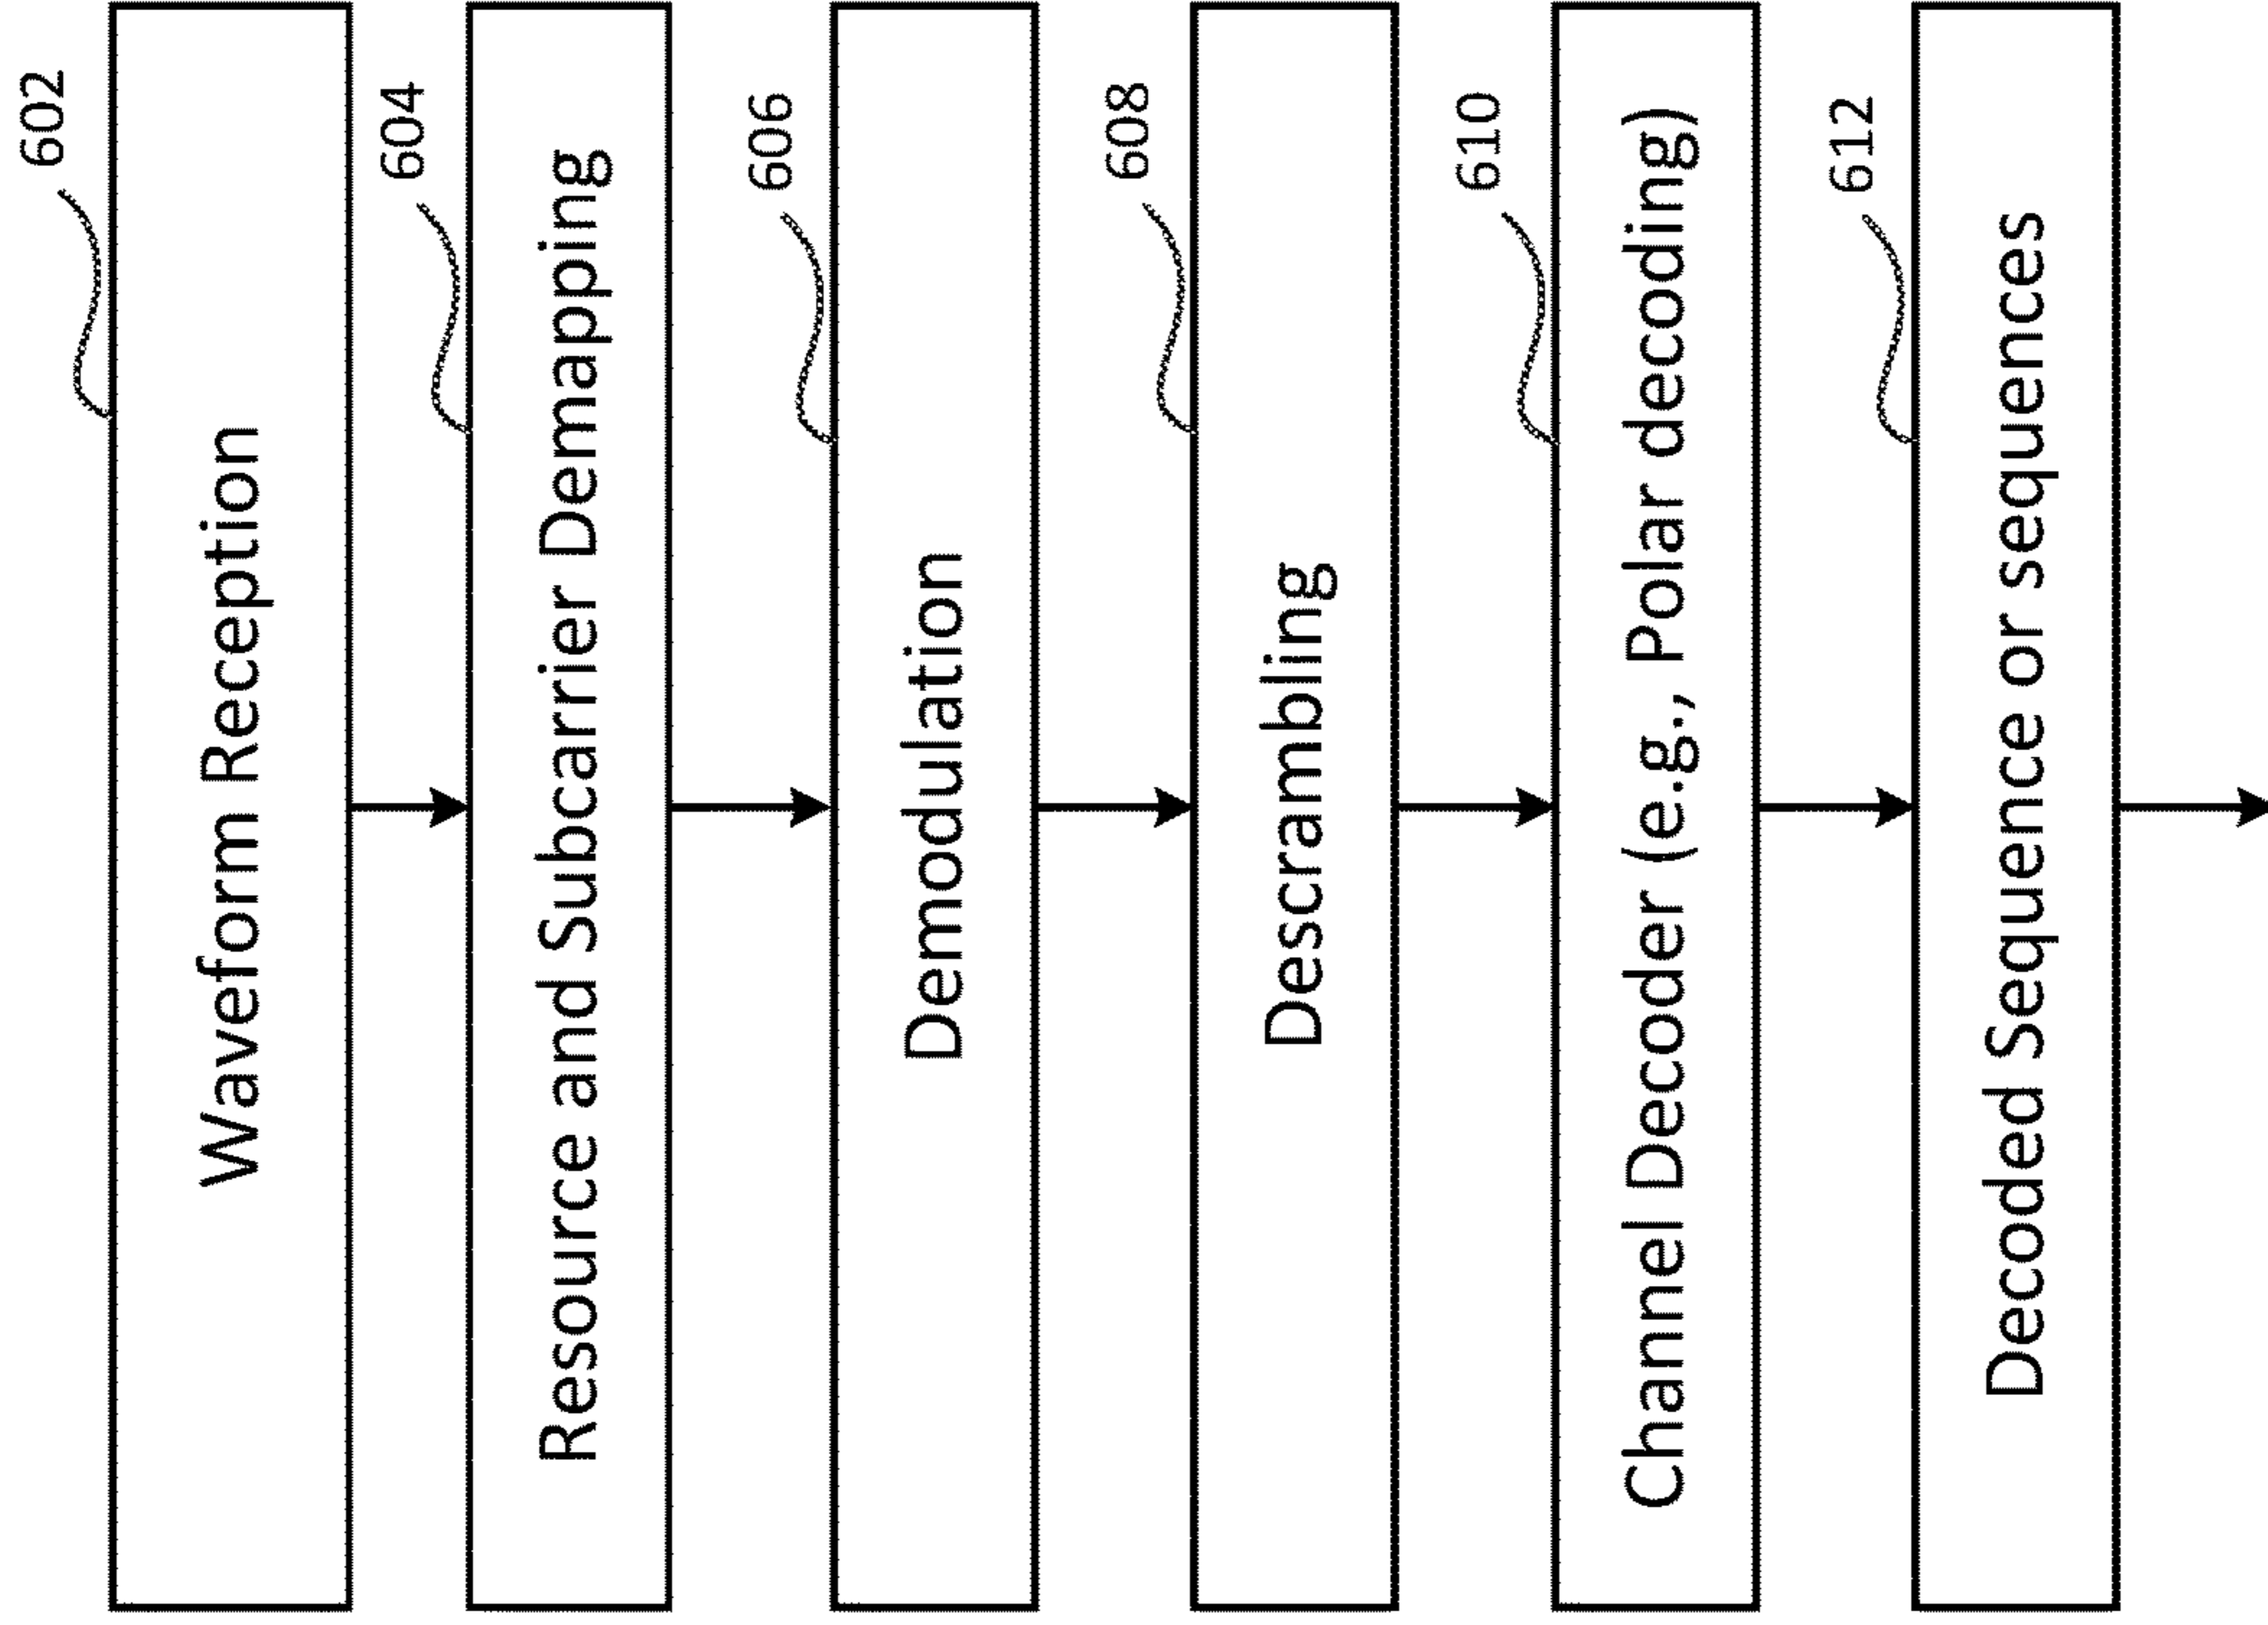 602
Waveform Reception
604
Resource and Subcarrier Demapping
606
Demodulation
608
Descrambling
610
Channel Decoder (e.g., Polar decoding)
612
Decoded Sequence or sequences